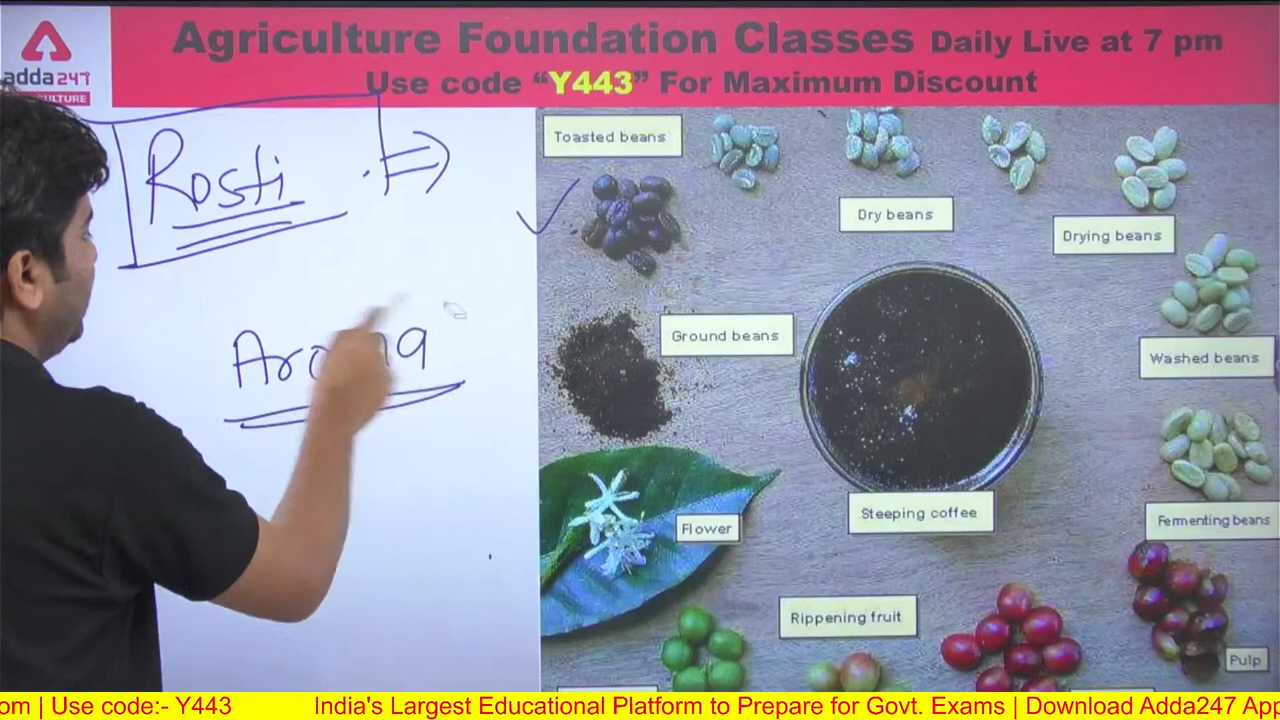 Agriculture Foundation Classes Daily Live at 7 pm
Use code “Y443” For Maximum Discount
adda247
Rosti
Toasted beans
Dry beans
Drying beans
Ground beans
Washed beans
Steeping coffee
Flower
Fermenting beans
Rippening fruit
Pulp
om | Use code:- Y443 India's Largest Educational Platform to Prepare for Govt. Exams | Download Adda247 App